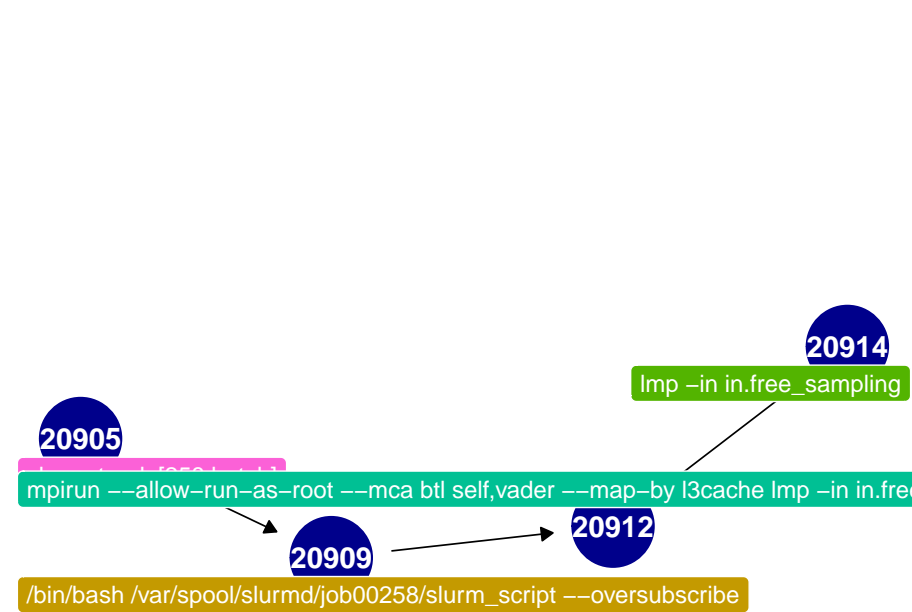 20914
lmp −in in.free_sampling
20905
mpirun −−allow−run−as−root −−mca btl self,vader −−map−by l3cache lmp −in in.fre
20912
20909
/bin/bash /var/spool/slurmd/job00258/slurm_script −−oversubscribe